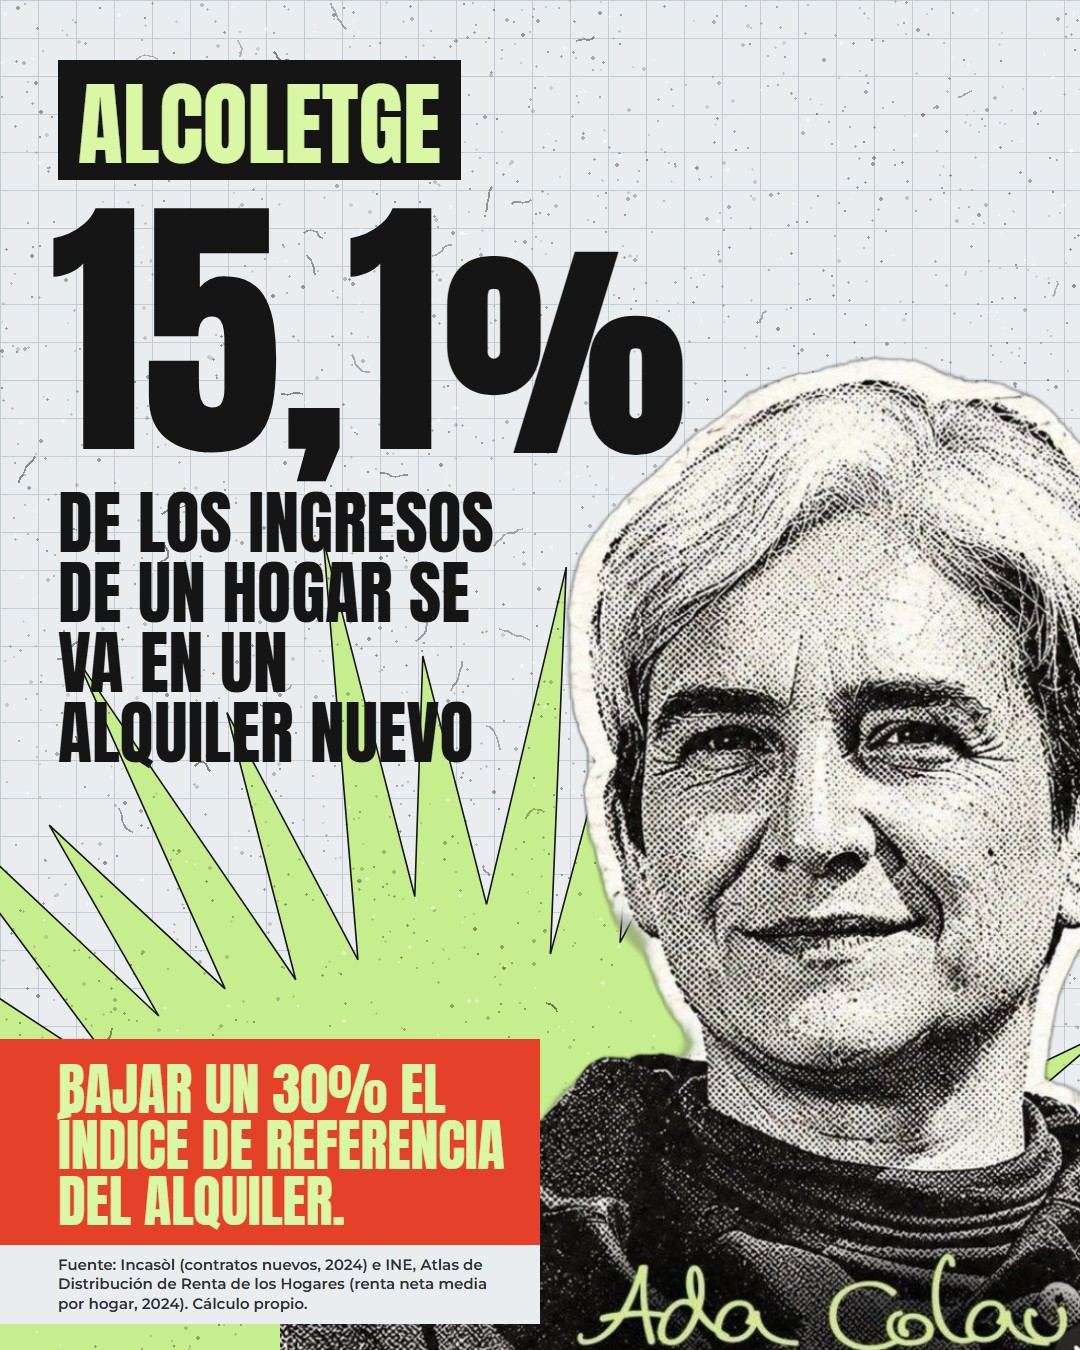 ALCOLETGE
15,1%
DE LOS INGRESOS
DE UN HOGAR SE
VA EN UN
ALQUILER NUEVO
BAJAR UN 30% EL
ÍNDICE DE REFERENCIA
DEL ALQUILER.
Fuente: Incasòl (contratos nuevos, 2024) e INE, Atlas de
Distribución de Renta de los Hogares (renta neta media
por hogar, 2024). Cálculo propio.
Ada Colau